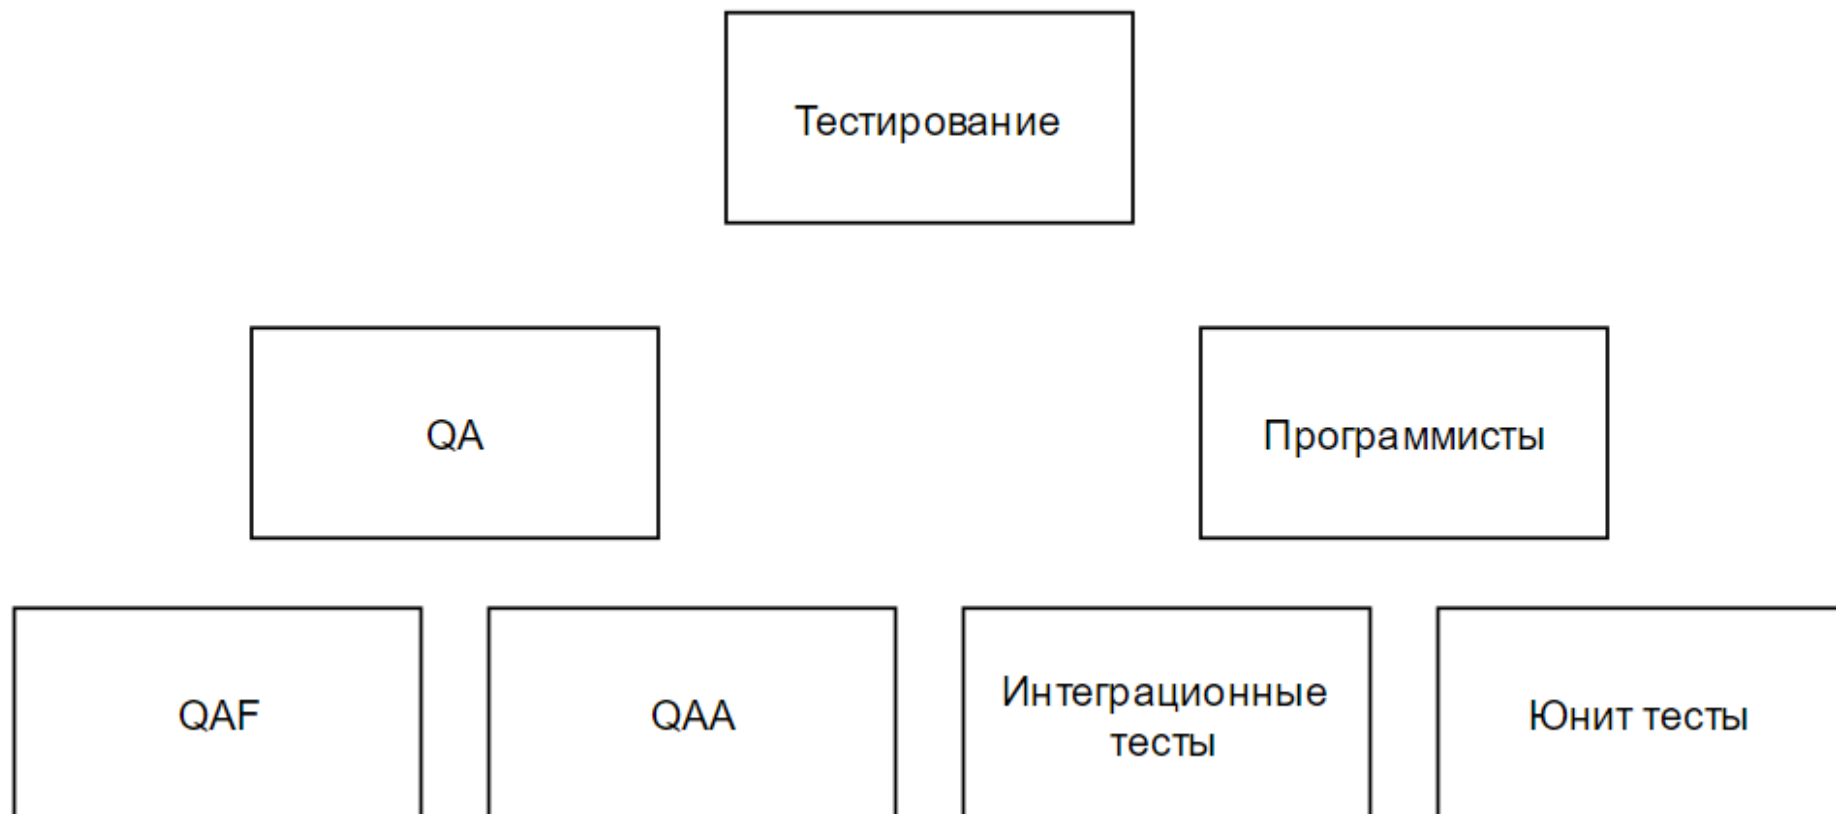 Тестирование
QA
Программисты
QAF
QAA
Интеграционные
тесты
Юнит тесты